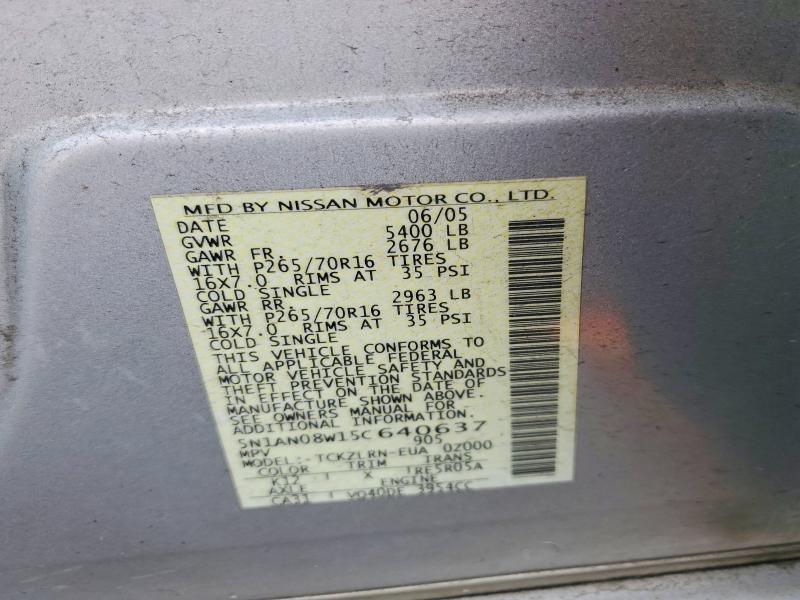 MFD BY NISSAN MOTOR CO., LTD.
DATE 06/05
GVWR 5400 LB
GAWR FR. 2676 LB
WITH P265/70R16 TIRES
16X7.0 RIMS AT 35 PSI
COLD SINGLE
GAWR RR. 2963 LB
WITH P265/70R16 TIRES
16X7.0 RIMS AT 35 PSI
COLD SINGLE
THIS VEHICLE CONFORMS TO
ALL APPLICABLE FEDERAL
MOTOR VEHICLE SAFETY AND
THEFT PREVENTION STANDARDS
IN EFFECT ON THE DATE OF
MANUFACTURE SHOWN ABOVE.
SEE OWNERS MANUAL FOR
ADDITIONAL INFORMATION.
5N1AN08W15C640637
MPV 905
MODEL:-TCKZLRN-EUA 0Z000
COLOR TRIM TRANS
K12 X RE5R05A
AXLE ENGINE
CA33 VQ40DE 3954CC